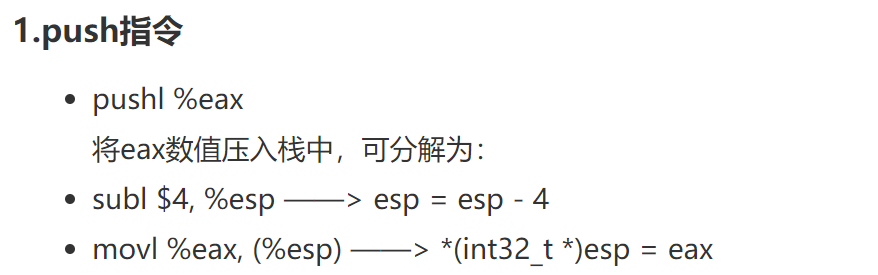 1.push指令
• pushl %eax
将eax数值压入栈中，可分解为：
• subl $4, %esp ——> esp = esp - 4
• movl %eax, (%esp) ——> *(int32_t *)esp = eax